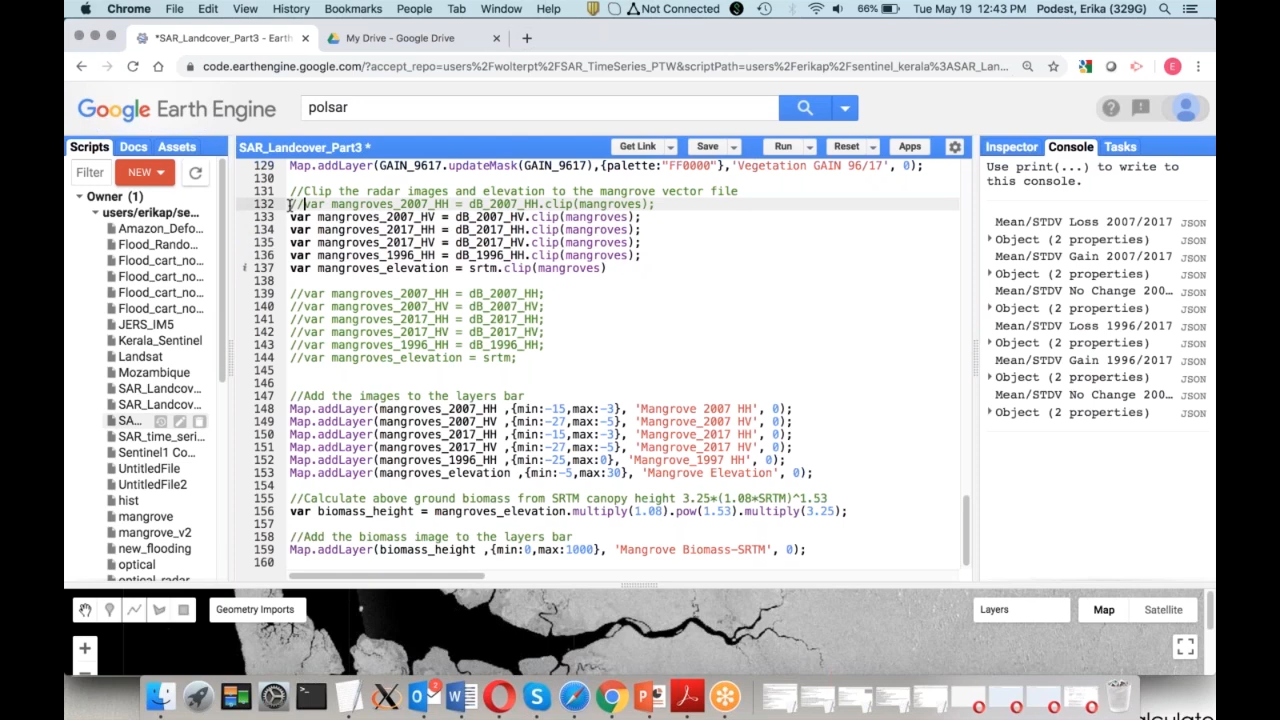 Chrome File Edit View History Bookmarks People Tab Window Help Not Connected 66% Tue May 19 12:43 PM Podest, Erika (329G)
*SAR_Landcover_Part3 - Earth My Drive - Google Drive
code.earthengine.google.com/?accept_repo=users%2Fwolterpt%2FSAR_TimeSeries_PTW&scriptPath=users%2Ferikap%2Fsentinel_kerala%3ASAR_Lan...
E
Google Earth Engine polsar
Scripts Docs Assets
Filter NEW
Owner (1)
users/erikap/se...
Amazon_Defo...
Flood_Rando...
Flood_cart_no...
Flood_cart_no...
Flood_cart_no...
Flood_cart_no...
JERS_IM5
Kerala_Sentinel
Landsat
Mozambique
SAR_Landcov...
SAR_Landcov...
SA...
SAR_time_seri...
Sentinel1 Co...
UntitledFile
UntitledFile2
hist
mangrove
mangrove_v2
new_flooding
optical
optical_radar
SAR_Landcover_Part3 * Get Link Save Run Reset Apps
129 Map.addLayer(GAIN_9617.updateMask(GAIN_9617),{palette:"FF0000"},'Vegetation GAIN 96/17', 0);
130
131 //Clip the radar images and elevation to the mangrove vector file
132 //var mangroves_2007_HH = dB_2007_HH.clip(mangroves);
133 var mangroves_2007_HV = dB_2007_HV.clip(mangroves);
134 var mangroves_2017_HH = dB_2017_HH.clip(mangroves);
135 var mangroves_2017_HV = dB_2017_HV.clip(mangroves);
136 var mangroves_1996_HH = dB_1996_HH.clip(mangroves);
i 137 var mangroves_elevation = srtm.clip(mangroves)
138
139 //var mangroves_2007_HH = dB_2007_HH;
140 //var mangroves_2007_HV = dB_2007_HV;
141 //var mangroves_2017_HH = dB_2017_HH;
142 //var mangroves_2017_HV = dB_2017_HV;
143 //var mangroves_1996_HH = dB_1996_HH;
144 //var mangroves_elevation = srtm;
145
146
147 //Add the images to the layers bar
148 Map.addLayer(mangroves_2007_HH ,{min:-15,max:-3}, 'Mangrove 2007 HH', 0);
149 Map.addLayer(mangroves_2007_HV ,{min:-27,max:-5}, 'Mangrove_2007 HV', 0);
150 Map.addLayer(mangroves_2017_HH ,{min:-15,max:-3}, 'Mangrove 2017 HH', 0);
151 Map.addLayer(mangroves_2017_HV ,{min:-27,max:-5}, 'Mangrove_2017 HV', 0);
152 Map.addLayer(mangroves_1996_HH ,{min:-25,max:0}, 'Mangrove_1997 HH', 0);
153 Map.addLayer(mangroves_elevation ,{min:-5,max:30}, 'Mangrove Elevation', 0);
154
155 //Calculate above ground biomass from SRTM canopy height 3.25*(1.08*SRTM)^1.53
156 var biomass_height = mangroves_elevation.multiply(1.08).pow(1.53).multiply(3.25);
157
158 //Add the biomass image to the layers bar
159 Map.addLayer(biomass_height ,{min:0,max:1000}, 'Mangrove Biomass-SRTM', 0);
160
Inspector Console Tasks
Use print(...) to write to
this console.
Mean/STDV Loss 2007/2017 JSON
Object (2 properties) JSON
Mean/STDV Gain 2007/2017 JSON
Object (2 properties) JSON
Mean/STDV No Change 200... JSON
Object (2 properties) JSON
Mean/STDV Loss 1996/2017 JSON
Object (2 properties) JSON
Mean/STDV Gain 1996/2017 JSON
Object (2 properties) JSON
Mean/STDV No Change 200... JSON
Object (2 properties) JSON
Geometry Imports Layers Map Satellite
2